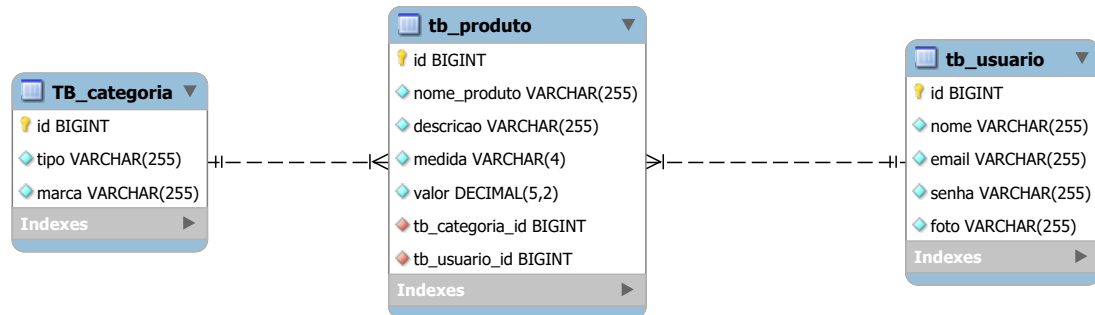 TB_categoria
id BIGINT
tipo VARCHAR(255)
marca VARCHAR(255)
Indexes
tb_produto
id BIGINT
nome_produto VARCHAR(255)
descricao VARCHAR(255)
medida VARCHAR(4)
valor DECIMAL(5,2)
tb_categoria_id BIGINT
tb_usuario_id BIGINT
Indexes
tb_usuario
id BIGINT
nome VARCHAR(255)
email VARCHAR(255)
senha VARCHAR(255)
foto VARCHAR(255)
Indexes